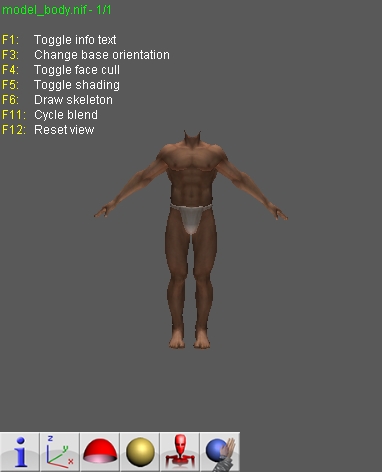 model_body.nif - 1/1
F1: Toggle info text
F3: Change base orientation
F4: Toggle face cull
F5: Toggle shading
F6: Draw skeleton
F11: Cycle blend
F12: Reset view
i z y x